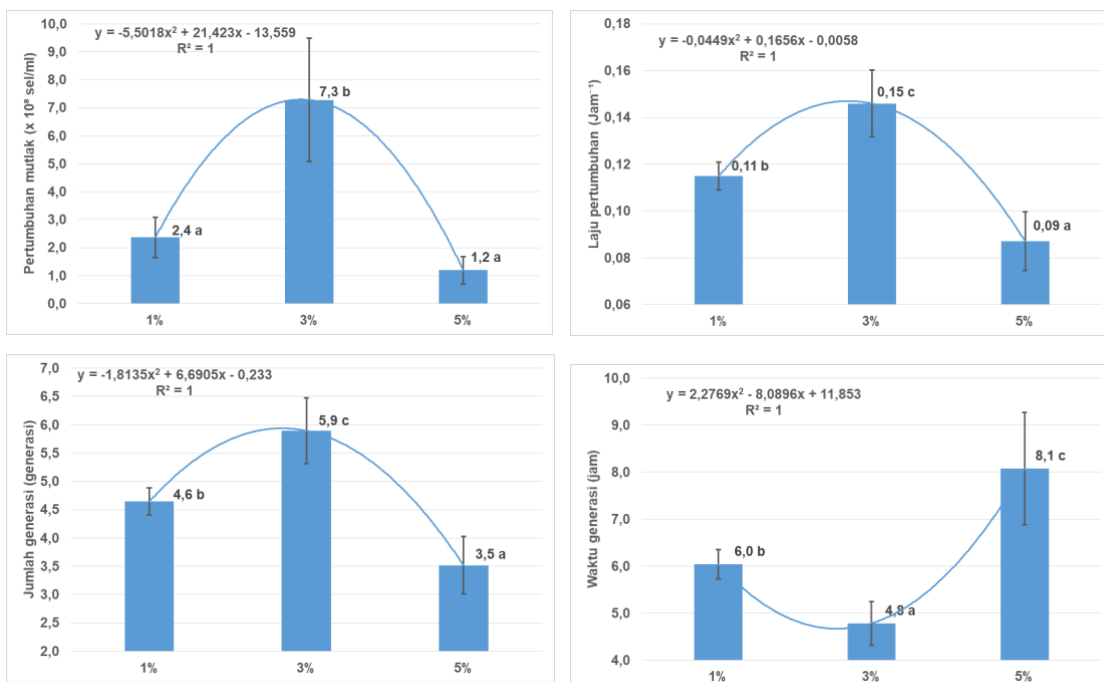 y = -5,5018x² + 21,423x - 13,559
R² = 1
Pertumbuhan mutlak (x 10⁸ sel/ml)
10,0
9,0
8,0
7,0
6,0
5,0
4,0
3,0
2,0
1,0
0,0
2,4 a
7,3 b
1,2 a
1%
3%
5%
y = -0,0449x² + 0,1656x - 0,0058
R² = 1
Laju pertumbuhan (Jam⁻¹)
0,18
0,16
0,14
0,12
0,10
0,08
0,06
0,11 b
0,15 c
0,09 a
1%
3%
5%
y = -1,8135x² + 6,6905x - 0,233
R² = 1
Jumlah generasi (generasi)
7,0
6,5
6,0
5,5
5,0
4,5
4,0
3,5
3,0
2,5
2,0
4,6 b
5,9 c
3,5 a
1%
3%
5%
y = 2,2769x² - 8,0896x + 11,853
R² = 1
Waktu generasi (jam)
10,0
9,0
8,0
7,0
6,0
5,0
4,0
6,0 b
4,8 a
8,1 c
1%
3%
5%